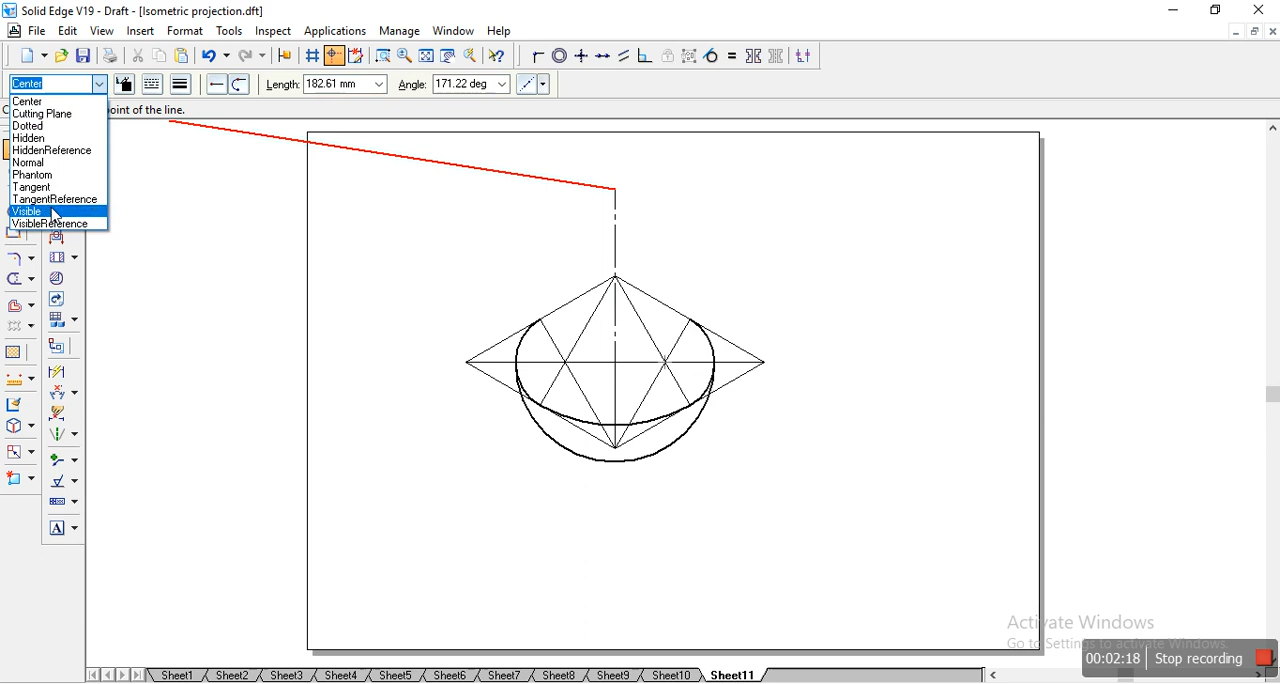 Solid Edge V19 - Draft - [Isometric projection.dft]
File Edit View Insert Format Tools Inspect Applications Manage Window Help
Center Length: 182.61 mm Angle: 171.22 deg
point of the line.
Center
Cutting Plane
Dotted
Hidden
HiddenReference
Normal
Phantom
Tangent
TangentReference
Visible
VisibleReference
A
Activate Windows
Go to Settings to activate Windows.
00:02:18 Stop recording
Sheet1 Sheet2 Sheet3 Sheet4 Sheet5 Sheet6 Sheet7 Sheet8 Sheet9 Sheet10 Sheet11